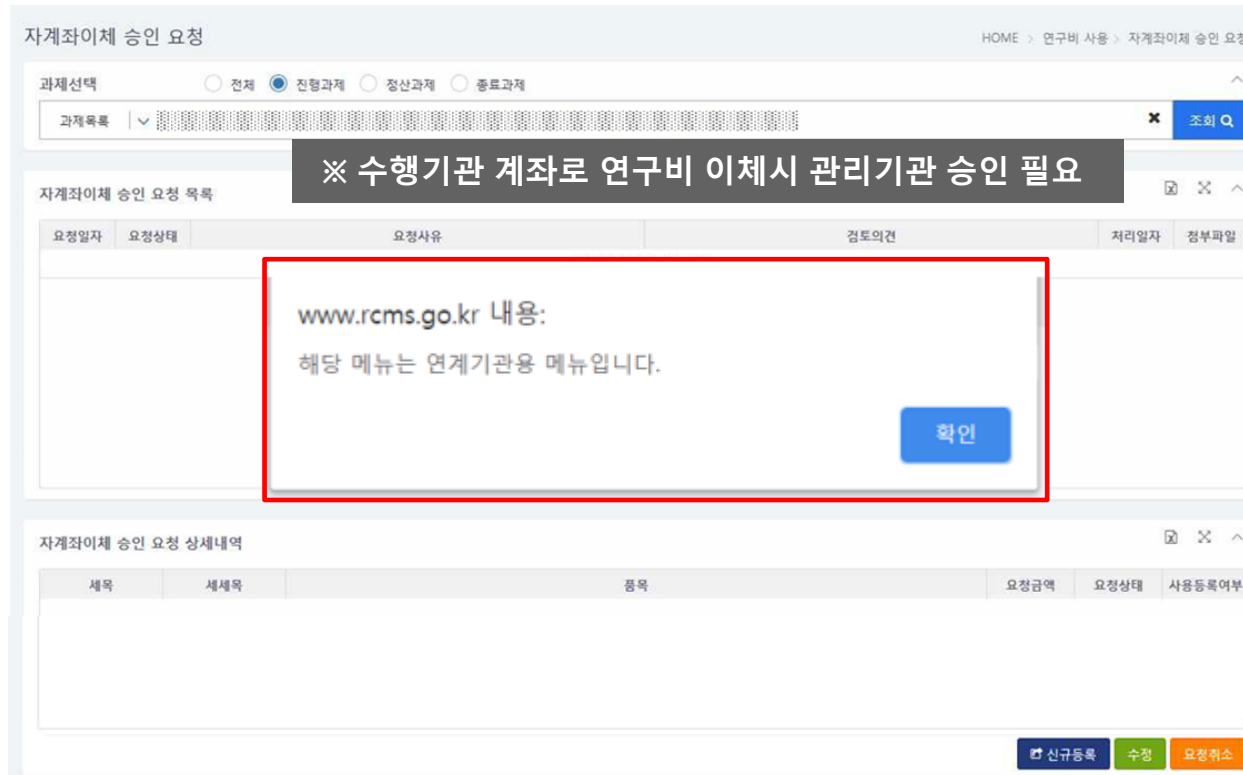 자계좌이체 승인 요청
HOME > 연구비 사용 > 자계좌이체 승인 요청
과제선택 전체 진행과제 정산과제 종료과제
과제목록 조회
※ 수행기관 계좌로 연구비 이체시 관리기관 승인 필요
자계좌이체 승인 요청 목록
요청일자 요청상태 요청사유 검토의견 처리일자 첨부파일
www.rcms.go.kr 내용:
해당 메뉴는 연계기관용 메뉴입니다.
확인
자계좌이체 승인 요청 상세내역
세목 세세목 품목 요청금액 요청상태 사용등록여부
신규등록 수정 요청취소